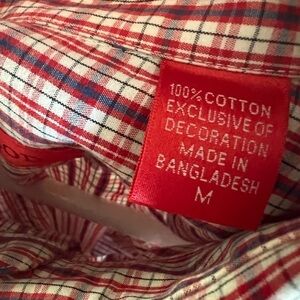 100% COTTON
EXCLUSIVE OF
DECORATION
MADE IN
BANGLADESH
M